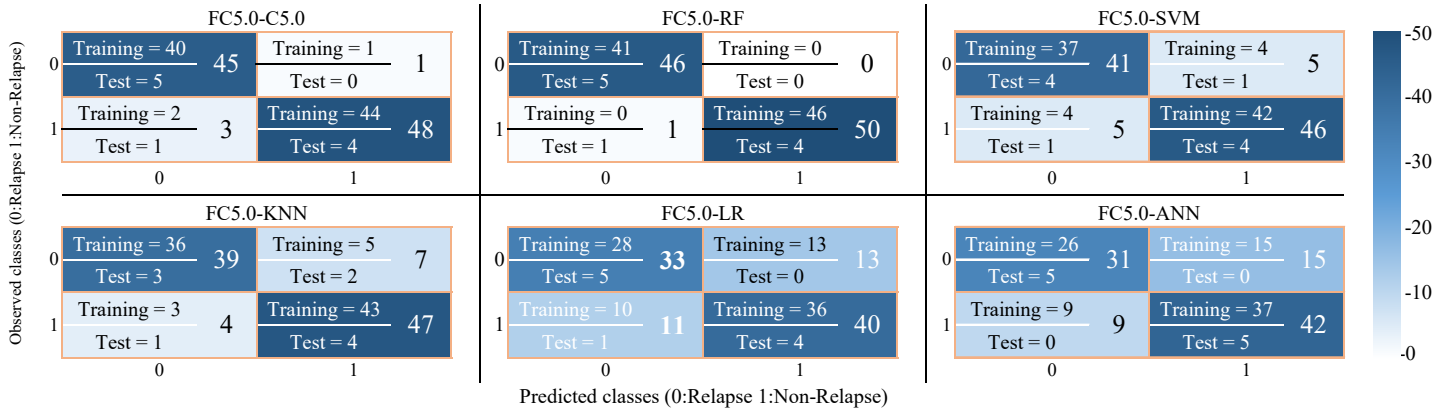 Observed classes (0:Relapse 1:Non-Relapse)
FC5.0-C5.0
0
Training = 40
Test = 5
45
Training = 1
Test = 0
1
1
Training = 2
Test = 1
3
Training = 44
Test = 4
48
0 1
FC5.0-RF
0
Training = 41
Test = 5
46
Training = 0
Test = 0
0
1
Training = 0
Test = 1
1
Training = 46
Test = 4
50
0 1
FC5.0-SVM
0
Training = 37
Test = 4
41
Training = 4
Test = 1
5
1
Training = 4
Test = 1
5
Training = 42
Test = 4
46
0 1
FC5.0-KNN
0
Training = 36
Test = 3
39
Training = 5
Test = 2
7
1
Training = 3
Test = 1
4
Training = 43
Test = 4
47
0 1
FC5.0-LR
0
Training = 28
Test = 5
33
Training = 13
Test = 0
13
1
Training = 10
Test = 1
11
Training = 36
Test = 4
40
0 1
FC5.0-ANN
0
Training = 26
Test = 5
31
Training = 15
Test = 0
15
1
Training = 9
Test = 0
9
Training = 37
Test = 5
42
0 1
Predicted classes (0:Relapse 1:Non-Relapse)
-50
-40
-30
-20
-10
-0